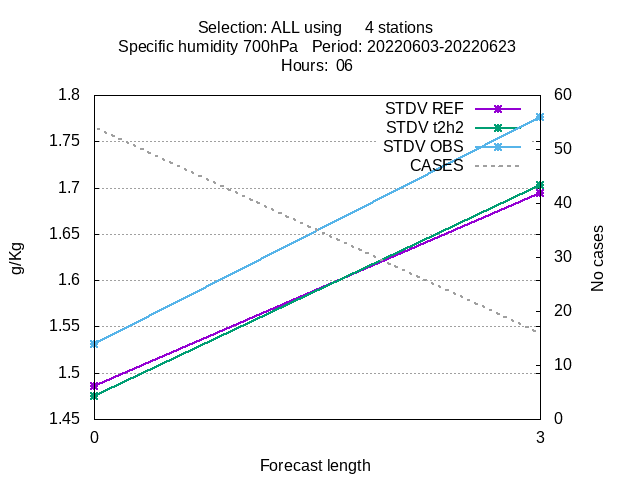 Selection: ALL using 4 stations
Specific humidity 700hPa Period: 20220603-20220623
Hours: 06
STDV REF
STDV t2h2
STDV OBS
CASES
g/Kg
1.8
1.75
1.7
1.65
1.6
1.55
1.5
1.45
60
50
40
30
20
10
0
No cases
0
3
Forecast length